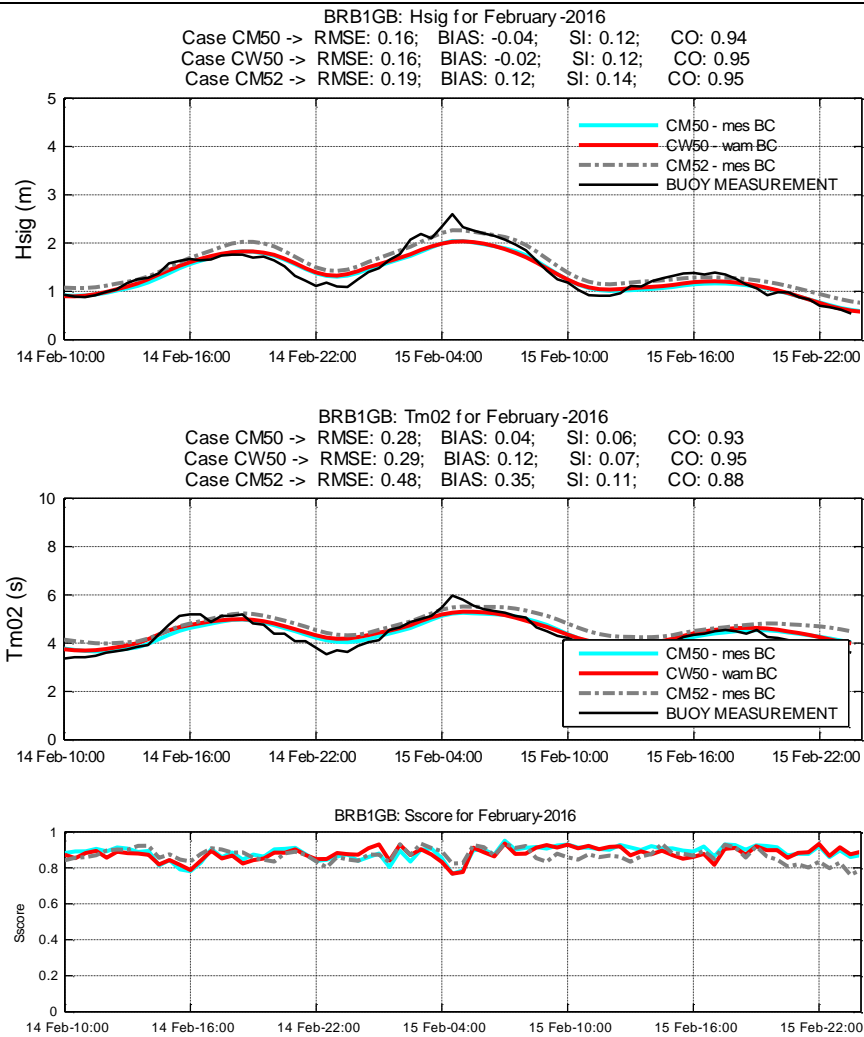 BRB1GB: Hsig for February-2016
Case CM50 -> RMSE: 0.16; BIAS: -0.04; SI: 0.12; CO: 0.94
Case CW50 -> RMSE: 0.16; BIAS: -0.02; SI: 0.12; CO: 0.95
Case CM52 -> RMSE: 0.19; BIAS: 0.12; SI: 0.14; CO: 0.95
5
4
3
2
1
0
Hsig (m)
CM50 - mes BC
CW50 - wam BC
CM52 - mes BC
BUOY MEASUREMENT
14 Feb-10:00 14 Feb-16:00 14 Feb-22:00 15 Feb-04:00 15 Feb-10:00 15 Feb-16:00 15 Feb-22:00
BRB1GB: Tm02 for February-2016
Case CM50 -> RMSE: 0.28; BIAS: 0.04; SI: 0.06; CO: 0.93
Case CW50 -> RMSE: 0.29; BIAS: 0.12; SI: 0.07; CO: 0.95
Case CM52 -> RMSE: 0.48; BIAS: 0.35; SI: 0.11; CO: 0.88
10
8
6
4
2
0
Tm02 (s)
CM50 - mes BC
CW50 - wam BC
CM52 - mes BC
BUOY MEASUREMENT
14 Feb-10:00 14 Feb-16:00 14 Feb-22:00 15 Feb-04:00 15 Feb-10:00 15 Feb-16:00 15 Feb-22:00
BRB1GB: Sscore for February-2016
1
0.8
0.6
0.4
0.2
0
Sscore
14 Feb-10:00 14 Feb-16:00 14 Feb-22:00 15 Feb-04:00 15 Feb-10:00 15 Feb-16:00 15 Feb-22:00